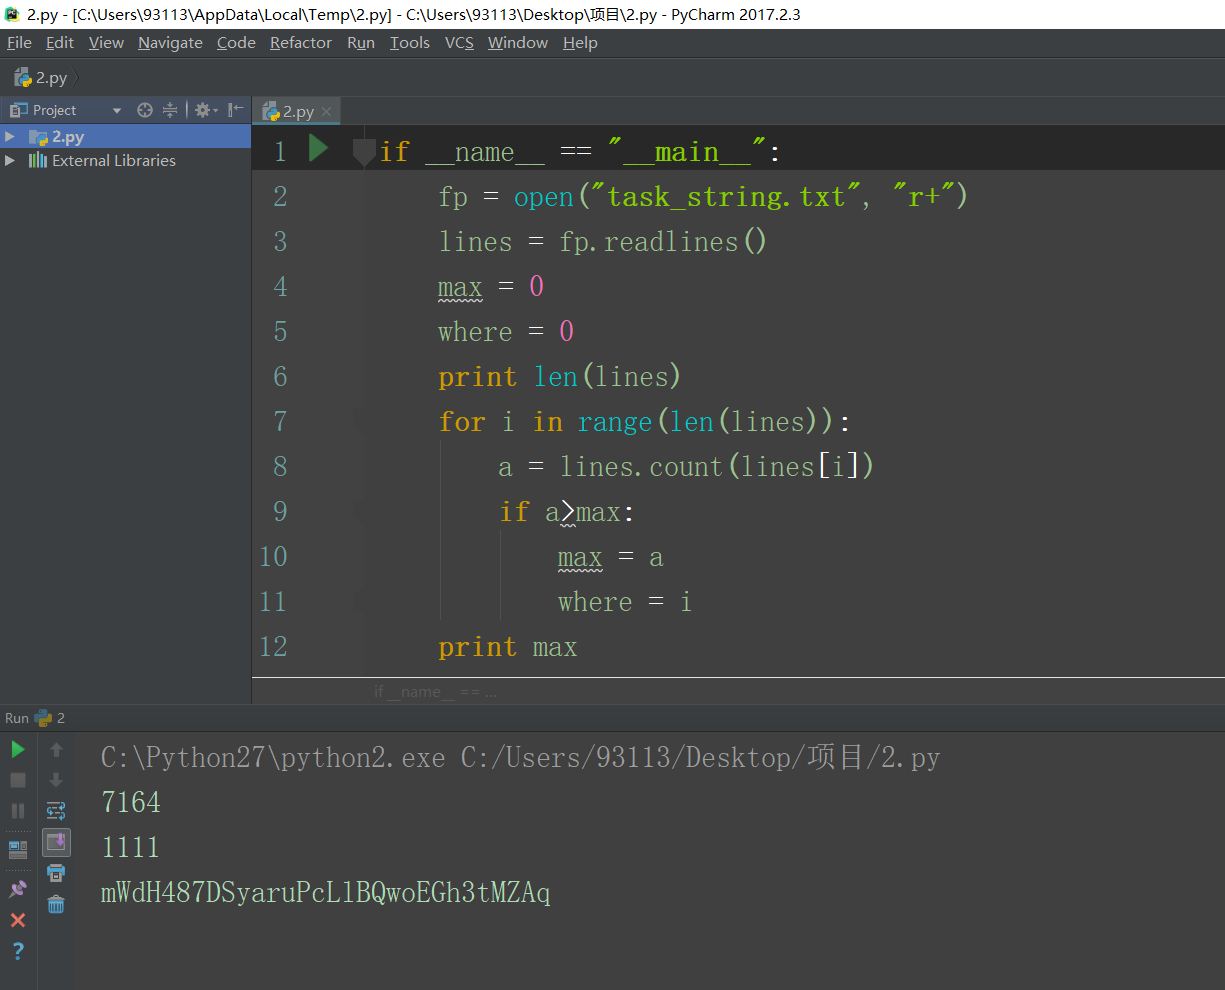 2.py - [C:\Users\93113\AppData\Local\Temp\2.py] - C:\Users\93113\Desktop\项目\2.py - PyCharm 2017.2.3
File Edit View Navigate Code Refactor Run Tools VCS Window Help
2.py
Project
2.py
External Libraries
2.py
1 if __name__ == "__main__":
2 fp = open("task_string.txt", "r+")
3 lines = fp.readlines()
4 max = 0
5 where = 0
6 print len(lines)
7 for i in range(len(lines)):
8 a = lines.count(lines[i])
9 if a>max:
10 max = a
11 where = i
12 print max
if __name__ == ...
Run 2
C:\Python27\python2.exe C:/Users/93113/Desktop/项目/2.py
7164
1111
mWdH487DSyaruPcLlBQwoEGh3tMZAq